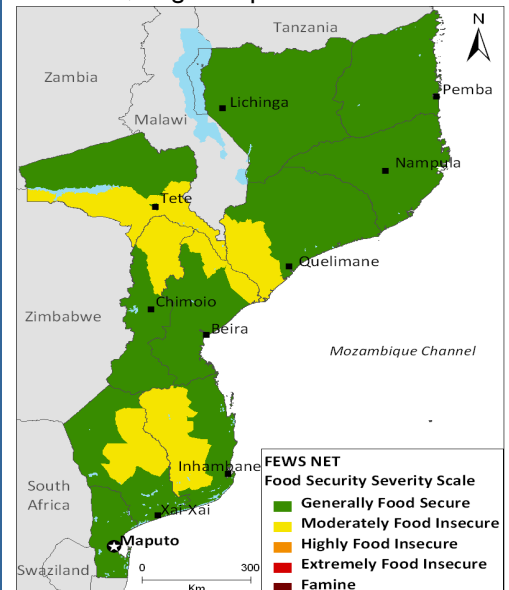 Tanzania
N
Zambia
Pemba
Lichinga
Malawi
Nampula
Tete
Quelimane
Chimoio
Zimbabwe
Beira
Mozambique Channel
FEWS NET
Inhambane
Food Security Severity Scale
South
Africa
Generally Food Secure
Xai-Xai
Moderately Food Insecure
Maputo
Highly Food Insecure
Swaziland
0
300
Extremely Food Insecure
Km
Famine